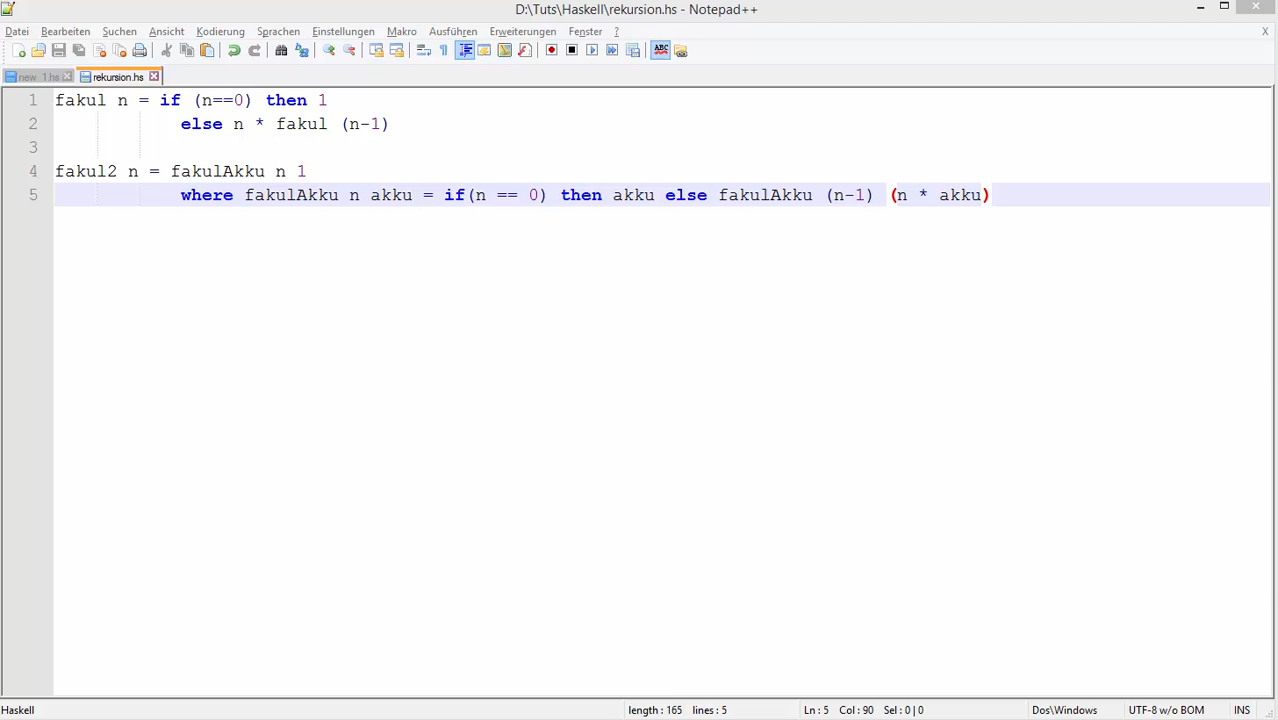 D:\Tuts\Haskell\rekursion.hs - Notepad++
Datei Bearbeiten Suchen Ansicht Kodierung Sprachen Einstellungen Makro Ausführen Erweiterungen Fenster ? X
new 1.hs rekursion.hs
1 fakul n = if (n==0) then 1
2 else n * fakul (n-1)
3
4 fakul2 n = fakulAkku n 1
5 where fakulAkku n akku = if(n == 0) then akku else fakulAkku (n-1) (n * akku)
Haskell length : 165 lines : 5 Ln : 5 Col : 90 Sel : 0 | 0 Dos\Windows UTF-8 w/o BOM INS